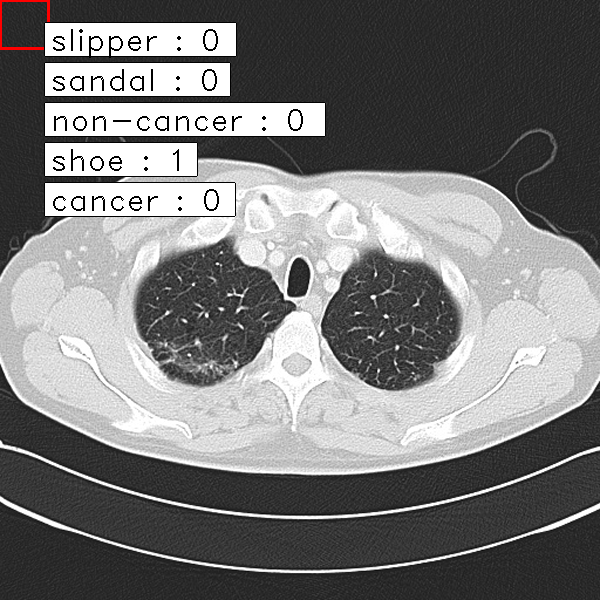 slipper : 0
sandal : 0
non-cancer : 0
shoe : 1
cancer : 0